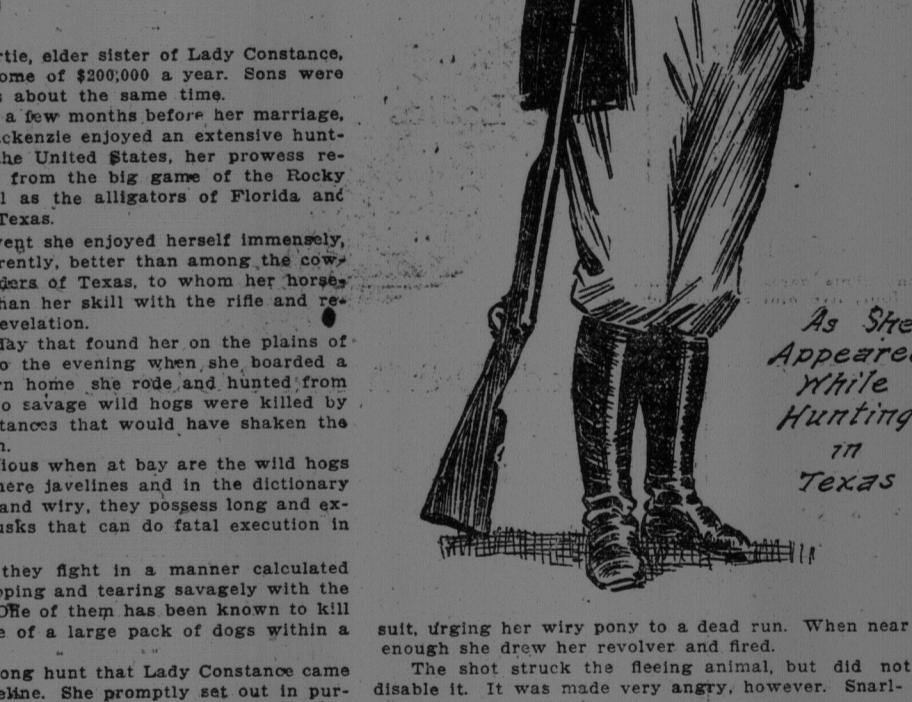 rtie, elder sister of Lady Constance,
ome of $200,000 a year. Sons were
s about the same time.
a few months before her marriage,
ackenzie enjoyed an extensive hunt-
the United States, her prowess re-
from the big game of the Rocky
l as the alligators of Florida and
Texas.
vent she enjoyed herself immensely,
rently, better than among the cow-
ders of Texas, to whom her horse-
han her skill with the rifle and re-
evelation.
day that found her on the plains of
o the evening when she boarded a
rn home she rode and hunted from
o savage wild hogs were killed by
tances that would have shaken the
n.
ious when at bay are the wild hogs
here javelines and in the dictionary
and wiry, they possess long and ex-
usks that can do fatal execution in
they fight in a manner calculated
pping and tearing savagely with the
One of them has been known to kill
e of a large pack of dogs within a
ong hunt that Lady Constance came
eline. She promptly set out in pur-
As She
Appeared
While
Hunting
in
Texas
suit, urging her wiry pony to a dead run. When near
enough she drew her revolver and fired.
The shot struck the fleeing animal, but did not
disable it. It was made very angry, however. Snarl-